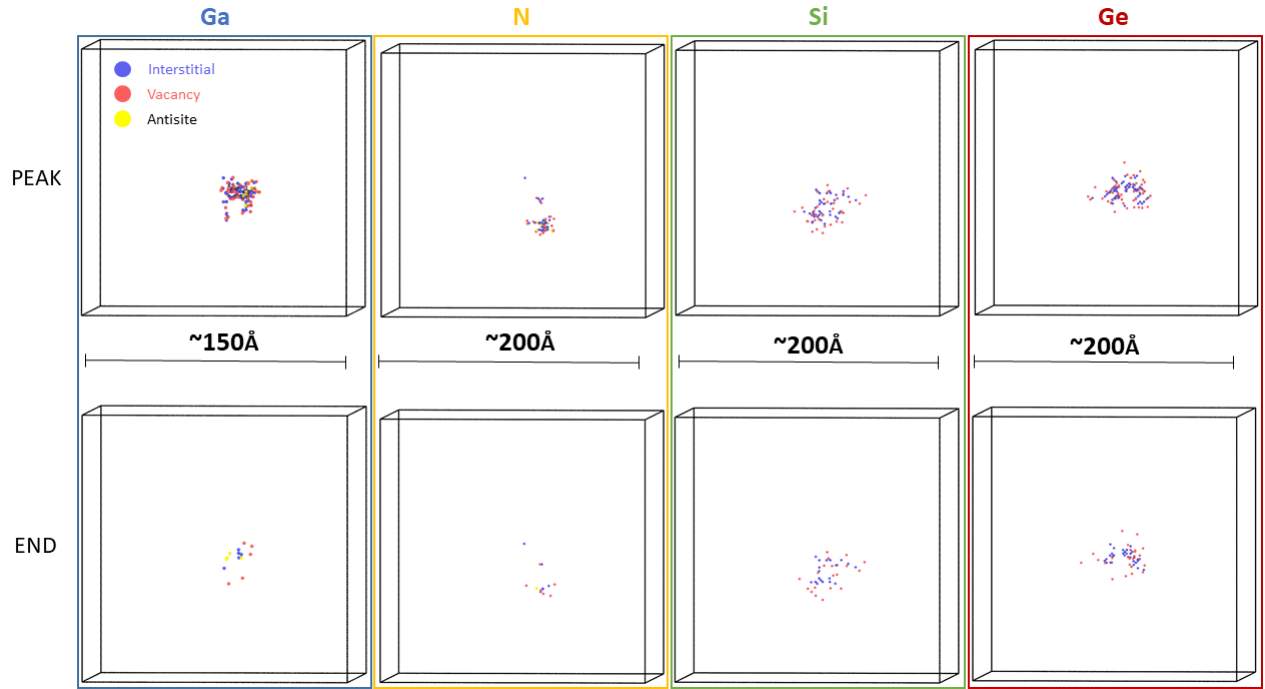 Ga N Si Ge
Interstitial
Vacancy
Antisite
PEAK
~150Å ~200Å ~200Å ~200Å
END